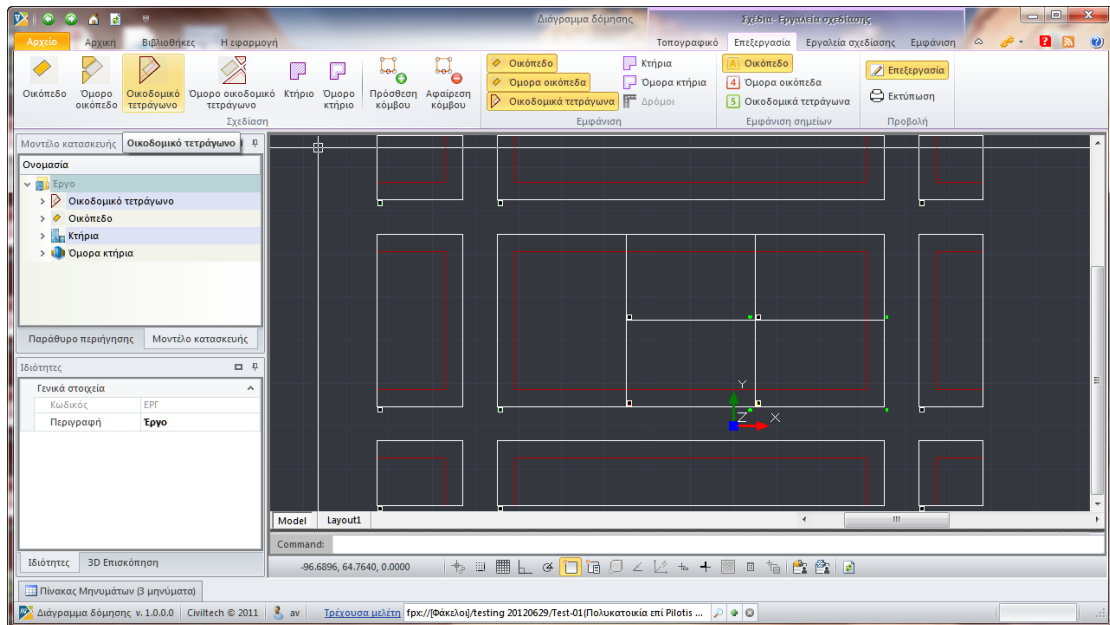 Διάγραμμα δόμησης Σχέδια- Εργαλεία σχεδίασης
Αρχείο Αρχική Βιβλιοθήκες Η εφαρμογή Τοπογραφικό Επεξεργασία Εργαλεία σχεδίασης Εμφάνιση
Οικόπεδο Όμορο οικόπεδο Οικοδομικό τετράγωνο Όμορο οικοδομικό τετράγωνο Κτήριο Όμορο κτήριο Πρόσθεση κόμβου Αφαίρεση κόμβου
Σχεδίαση
Οικόπεδο Κτήρια
Όμορα οικόπεδα Όμορα κτήρια
Οικοδομικά τετράγωνα Δρόμοι
Εμφάνιση
A Οικόπεδο
4 Όμορα οικόπεδα
5 Οικοδομικά τετράγωνα
Εμφάνιση σημείων
Επεξεργασία
Εκτύπωση
Προβολή
Μοντέλο κατασκευής Οικοδομικό τετράγωνο
Ονομασία
Έργο
Οικοδομικό τετράγωνο
Οικόπεδο
Κτήρια
Όμορα κτήρια
Παράθυρο περιήγησης Μοντέλο κατασκευής
Ιδιότητες
Γενικά στοιχεία
Κωδικός ΕΡΓ
Περιγραφή Έργο
Ιδιότητες 3D Επισκόπηση
Y
Z X
Model Layout1
Command:
-96.6896, 64.7640, 0.0000
Πίνακας Μηνυμάτων (3 μηνύματα)
Διάγραμμα δόμησης v. 1.0.0.0 Civiltech © 2011 av Τρέχουσα μελέτη fpx://[Φάκελοι]/testing 20120629/Test-01(Πολυκατοικία επί Pilotis ...